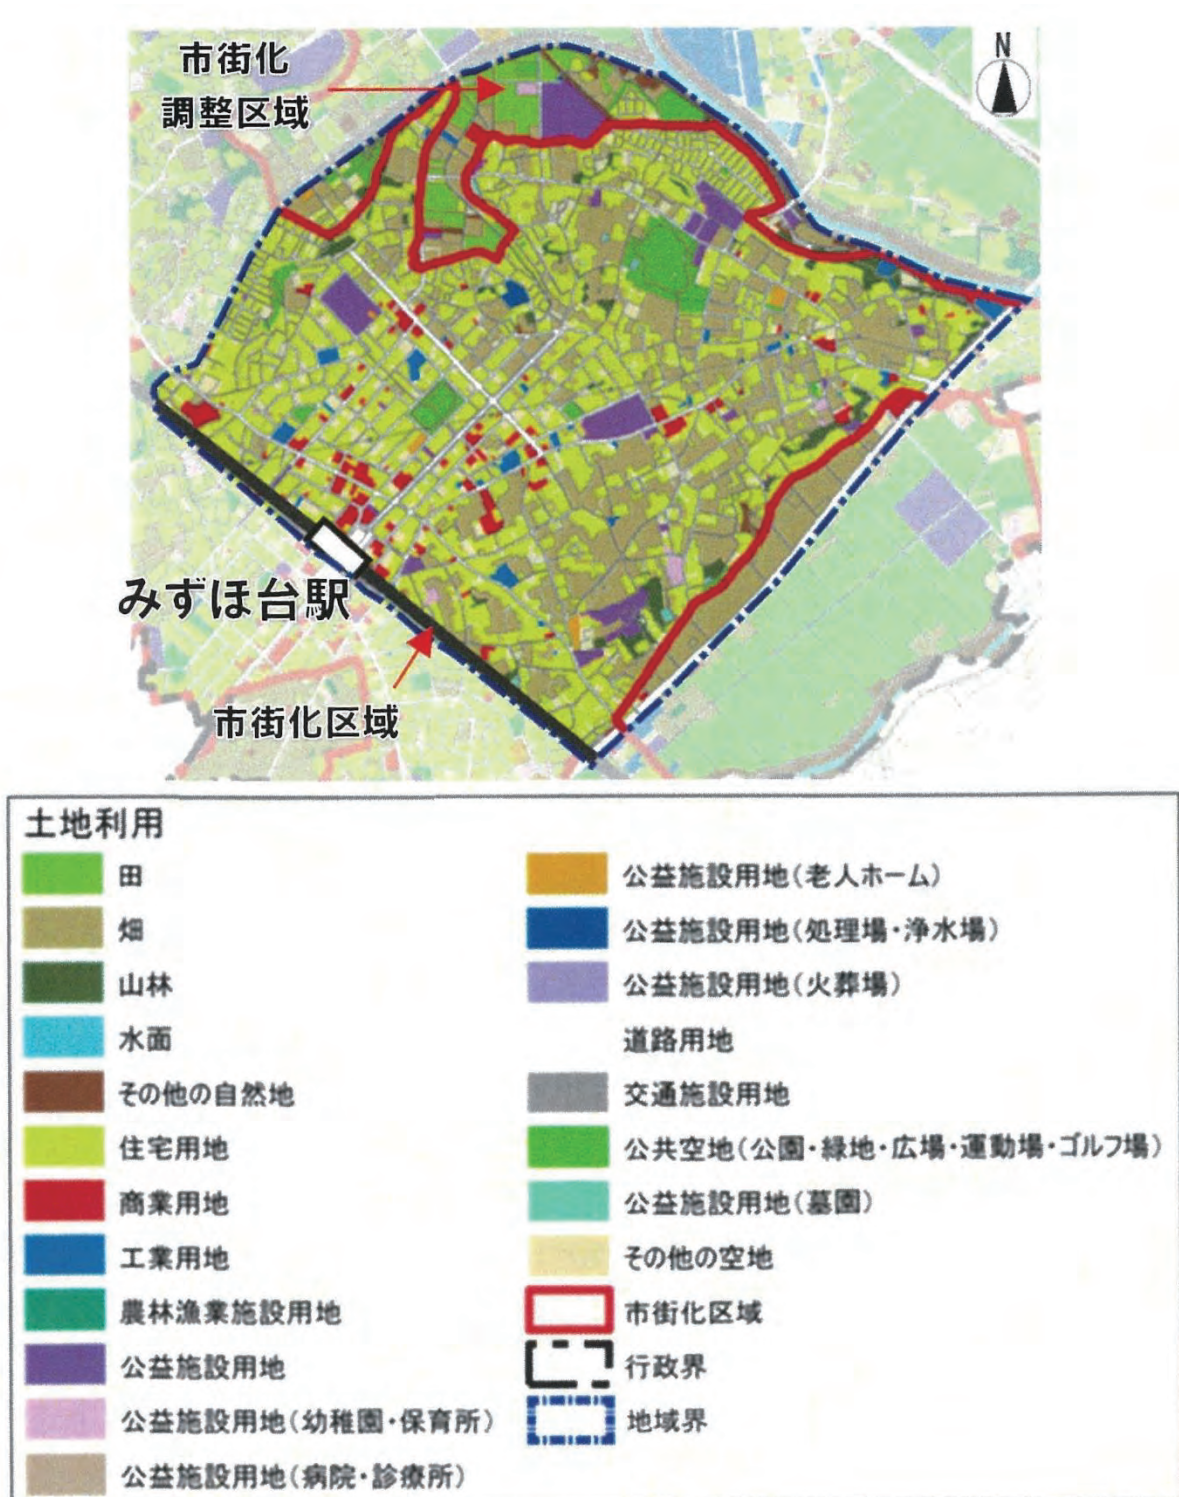 市街化
調整区域
N
みずほ台駅
市街化区域
土地利用
田
畑
山林
水面
その他の自然地
住宅用地
商業用地
工業用地
農林漁業施設用地
公益施設用地
公益施設用地(幼稚園・保育所)
公益施設用地(病院・診療所)
公益施設用地(老人ホーム)
公益施設用地(処理場・浄水場)
公益施設用地(火葬場)
道路用地
交通施設用地
公共空地(公園・緑地・広場・運動場・ゴルフ場)
公益施設用地(墓園)
その他の空地
市街化区域
行政界
地域界